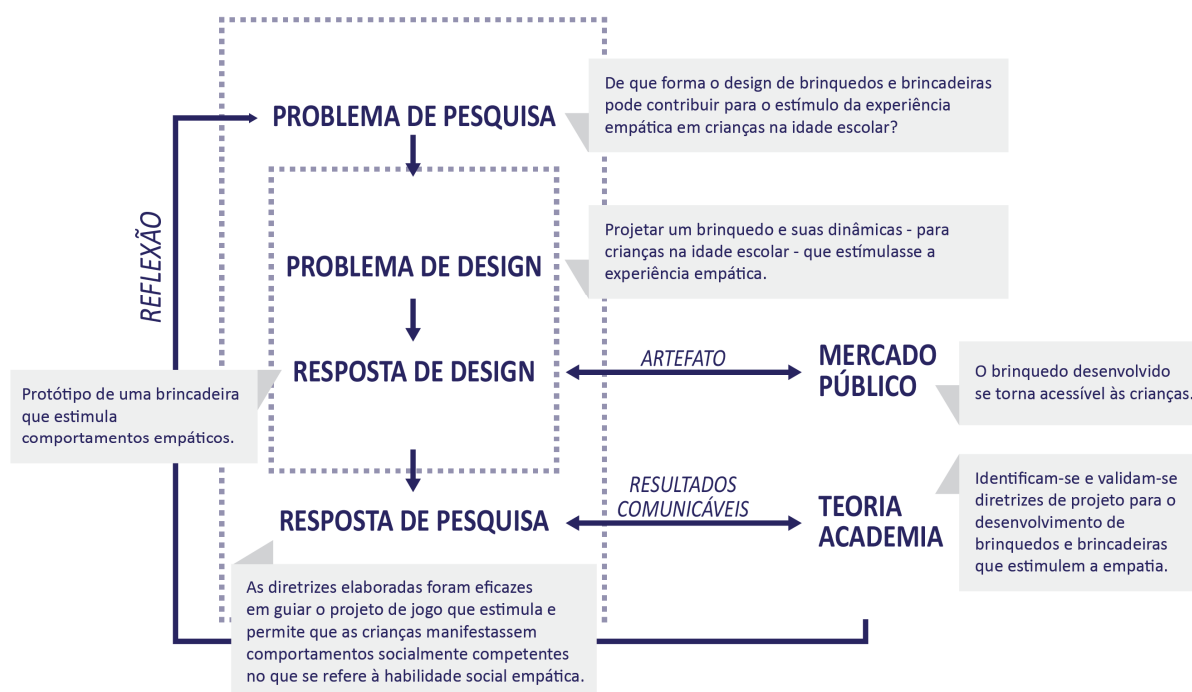 PROBLEMA DE PESQUISA
De que forma o design de brinquedos e brincadeiras
pode contribuir para o estímulo da experiência
empática em crianças na idade escolar?
REFLEXÃO
PROBLEMA DE DESIGN
Projetar um brinquedo e suas dinâmicas - para
crianças na idade escolar - que estímulasse a
experiência empática.
RESPOSTA DE DESIGN
Protótipo de uma brincadeira
que estimula
comportamentos empáticos.
ARTEFATO
MERCADO
PÚBLICO
O brinquedo desenvolvido
se torna acessível às crianças.
RESPOSTA DE PESQUISA
RESULTADOS
COMUNICÁVEIS
TEORIA
ACADEMIA
Identificam-se e validam-se
diretrizes de projeto para o
desenvolvimento de
brinquedos e brincadeiras
que estimulem a empatia.
As diretrizes elaboradas foram eficazes
em guiar o projeto de jogo que estimula e
permite que as crianças manifestassem
comportamentos socialmente competentes
no que se refere à habilidade social empática.